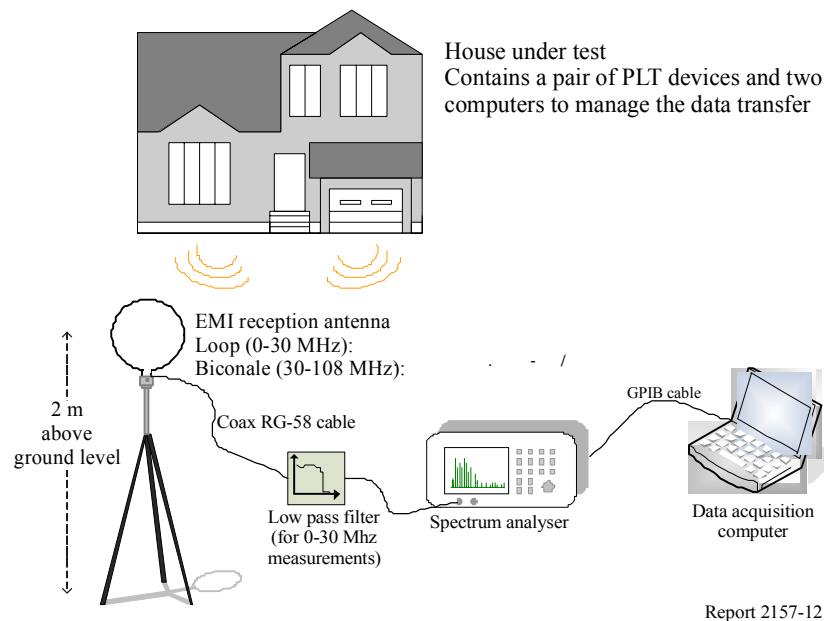 House under test
Contains a pair of PLT devices and two
computers to manage the data transfer
EMI reception antenna
Loop (0-30 MHz):
Biconale (30-108 MHz): . - /
2 m
above
ground level
Coax RG-58 cable
GPIB cable
Low pass filter
(for 0-30 Mhz
measurements)
Spectrum analyser
Data acquisition
computer
Report 2157-12